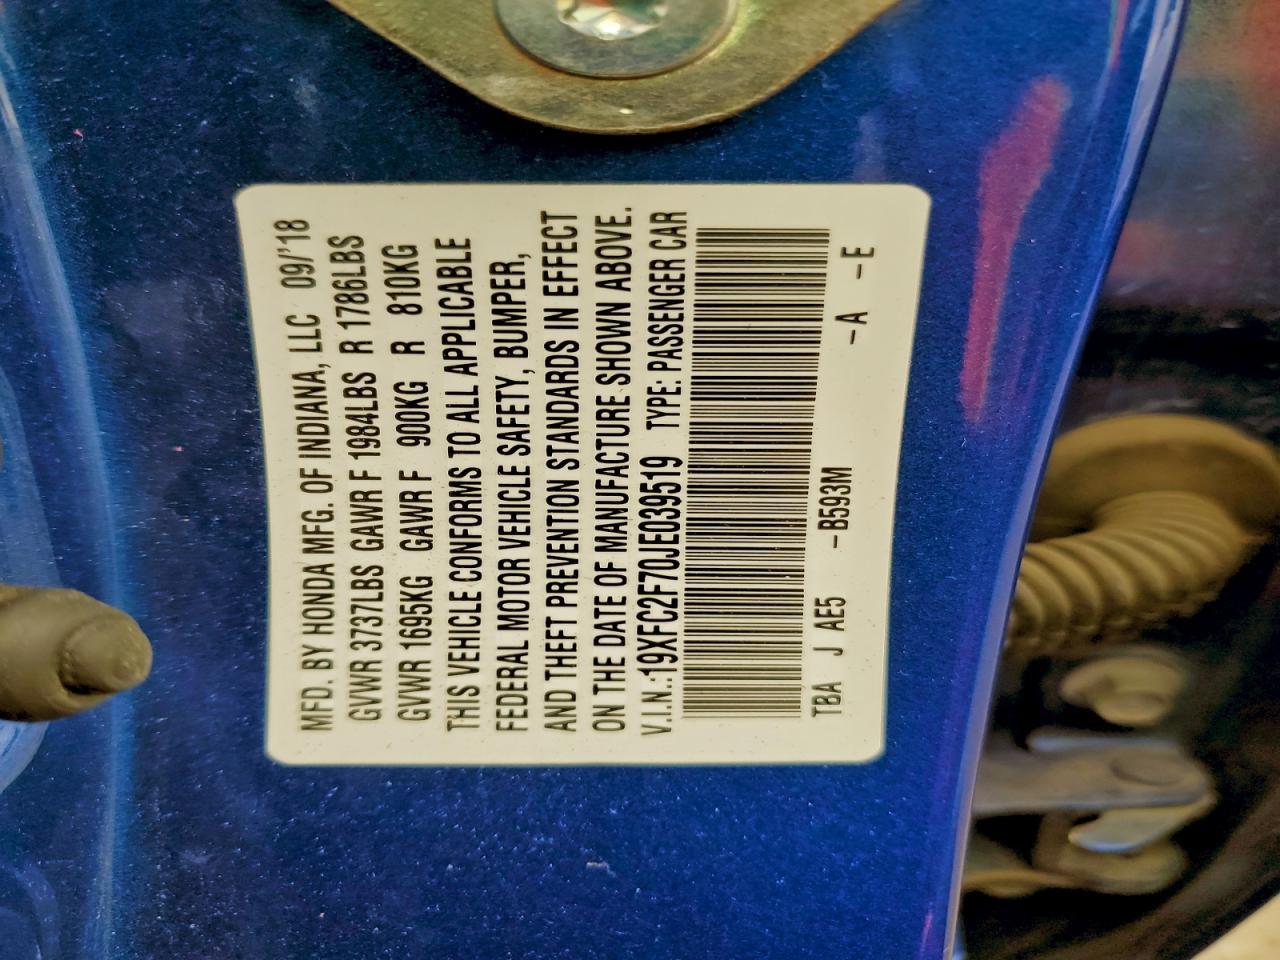 MFD. BY HONDA MFG. OF INDIANA, LLC 09/'18
GVWR 3737LBS GAWR F 1984LBS R 1786LBS
GVWR 1695KG GAWR F 900KG R 810KG
THIS VEHICLE CONFORMS TO ALL APPLICABLE
FEDERAL MOTOR VEHICLE SAFETY, BUMPER,
AND THEFT PREVENTION STANDARDS IN EFFECT
ON THE DATE OF MANUFACTURE SHOWN ABOVE.
V.I.N.:19XFC2F70JE039519 TYPE: PASSENGER CAR
TBA J AE5 -B593M -A -E